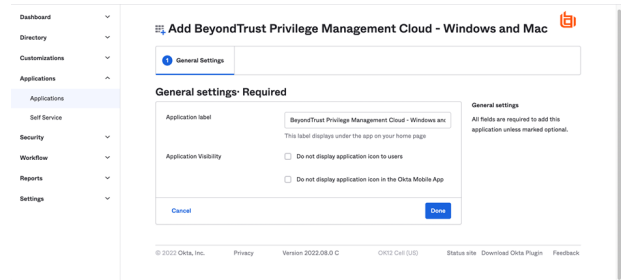 Dashboard
Directory
Customizations
Applications
Applications
Self Service
Security
Workflow
Reports
Settings
Add BeyondTrust Privilege Management Cloud - Windows and Mac
1 General Settings
General settings· Required
Application label
BeyondTrust Privilege Management Cloud - Windows and
This label displays under the app on your home page
Application Visibility
Do not display application icon to users
Do not display application icon in the Okta Mobile App
Cancel
Done
General settings
All fields are required to add this
application unless marked optional.
© 2022 Okta, Inc.
Privacy
Version 2022.08.0 C
OK12 Cell (US)
Status site
Download Okta Plugin
Feedback